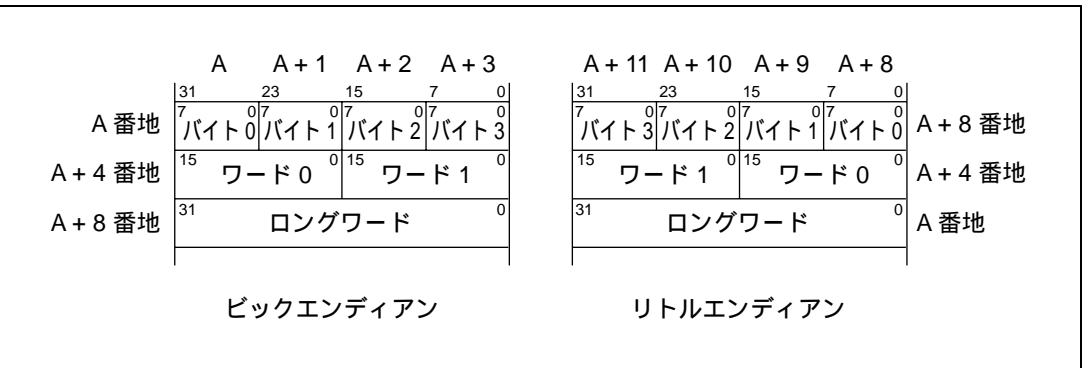 A A + 1 A + 2 A + 3 A + 11 A + 10 A + 9 A + 8
31 23 15 7 0 31 23 15 7 0
7 0 7 0 7 0 7 0 7 0 7 0 7 0 7 0
A 番地 バイト 0 バイト 1 バイト 2 バイト 3 バイト 3 バイト 2 バイト 1 バイト 0 A + 8 番地
15 0 15 0 15 0 15 0
A + 4 番地 ワード 0 ワード 1 ワード 1 ワード 0 A + 4 番地
31 0 31 0
A + 8 番地 ロングワード ロングワード A 番地
ビックエンディアン リトルエンディアン